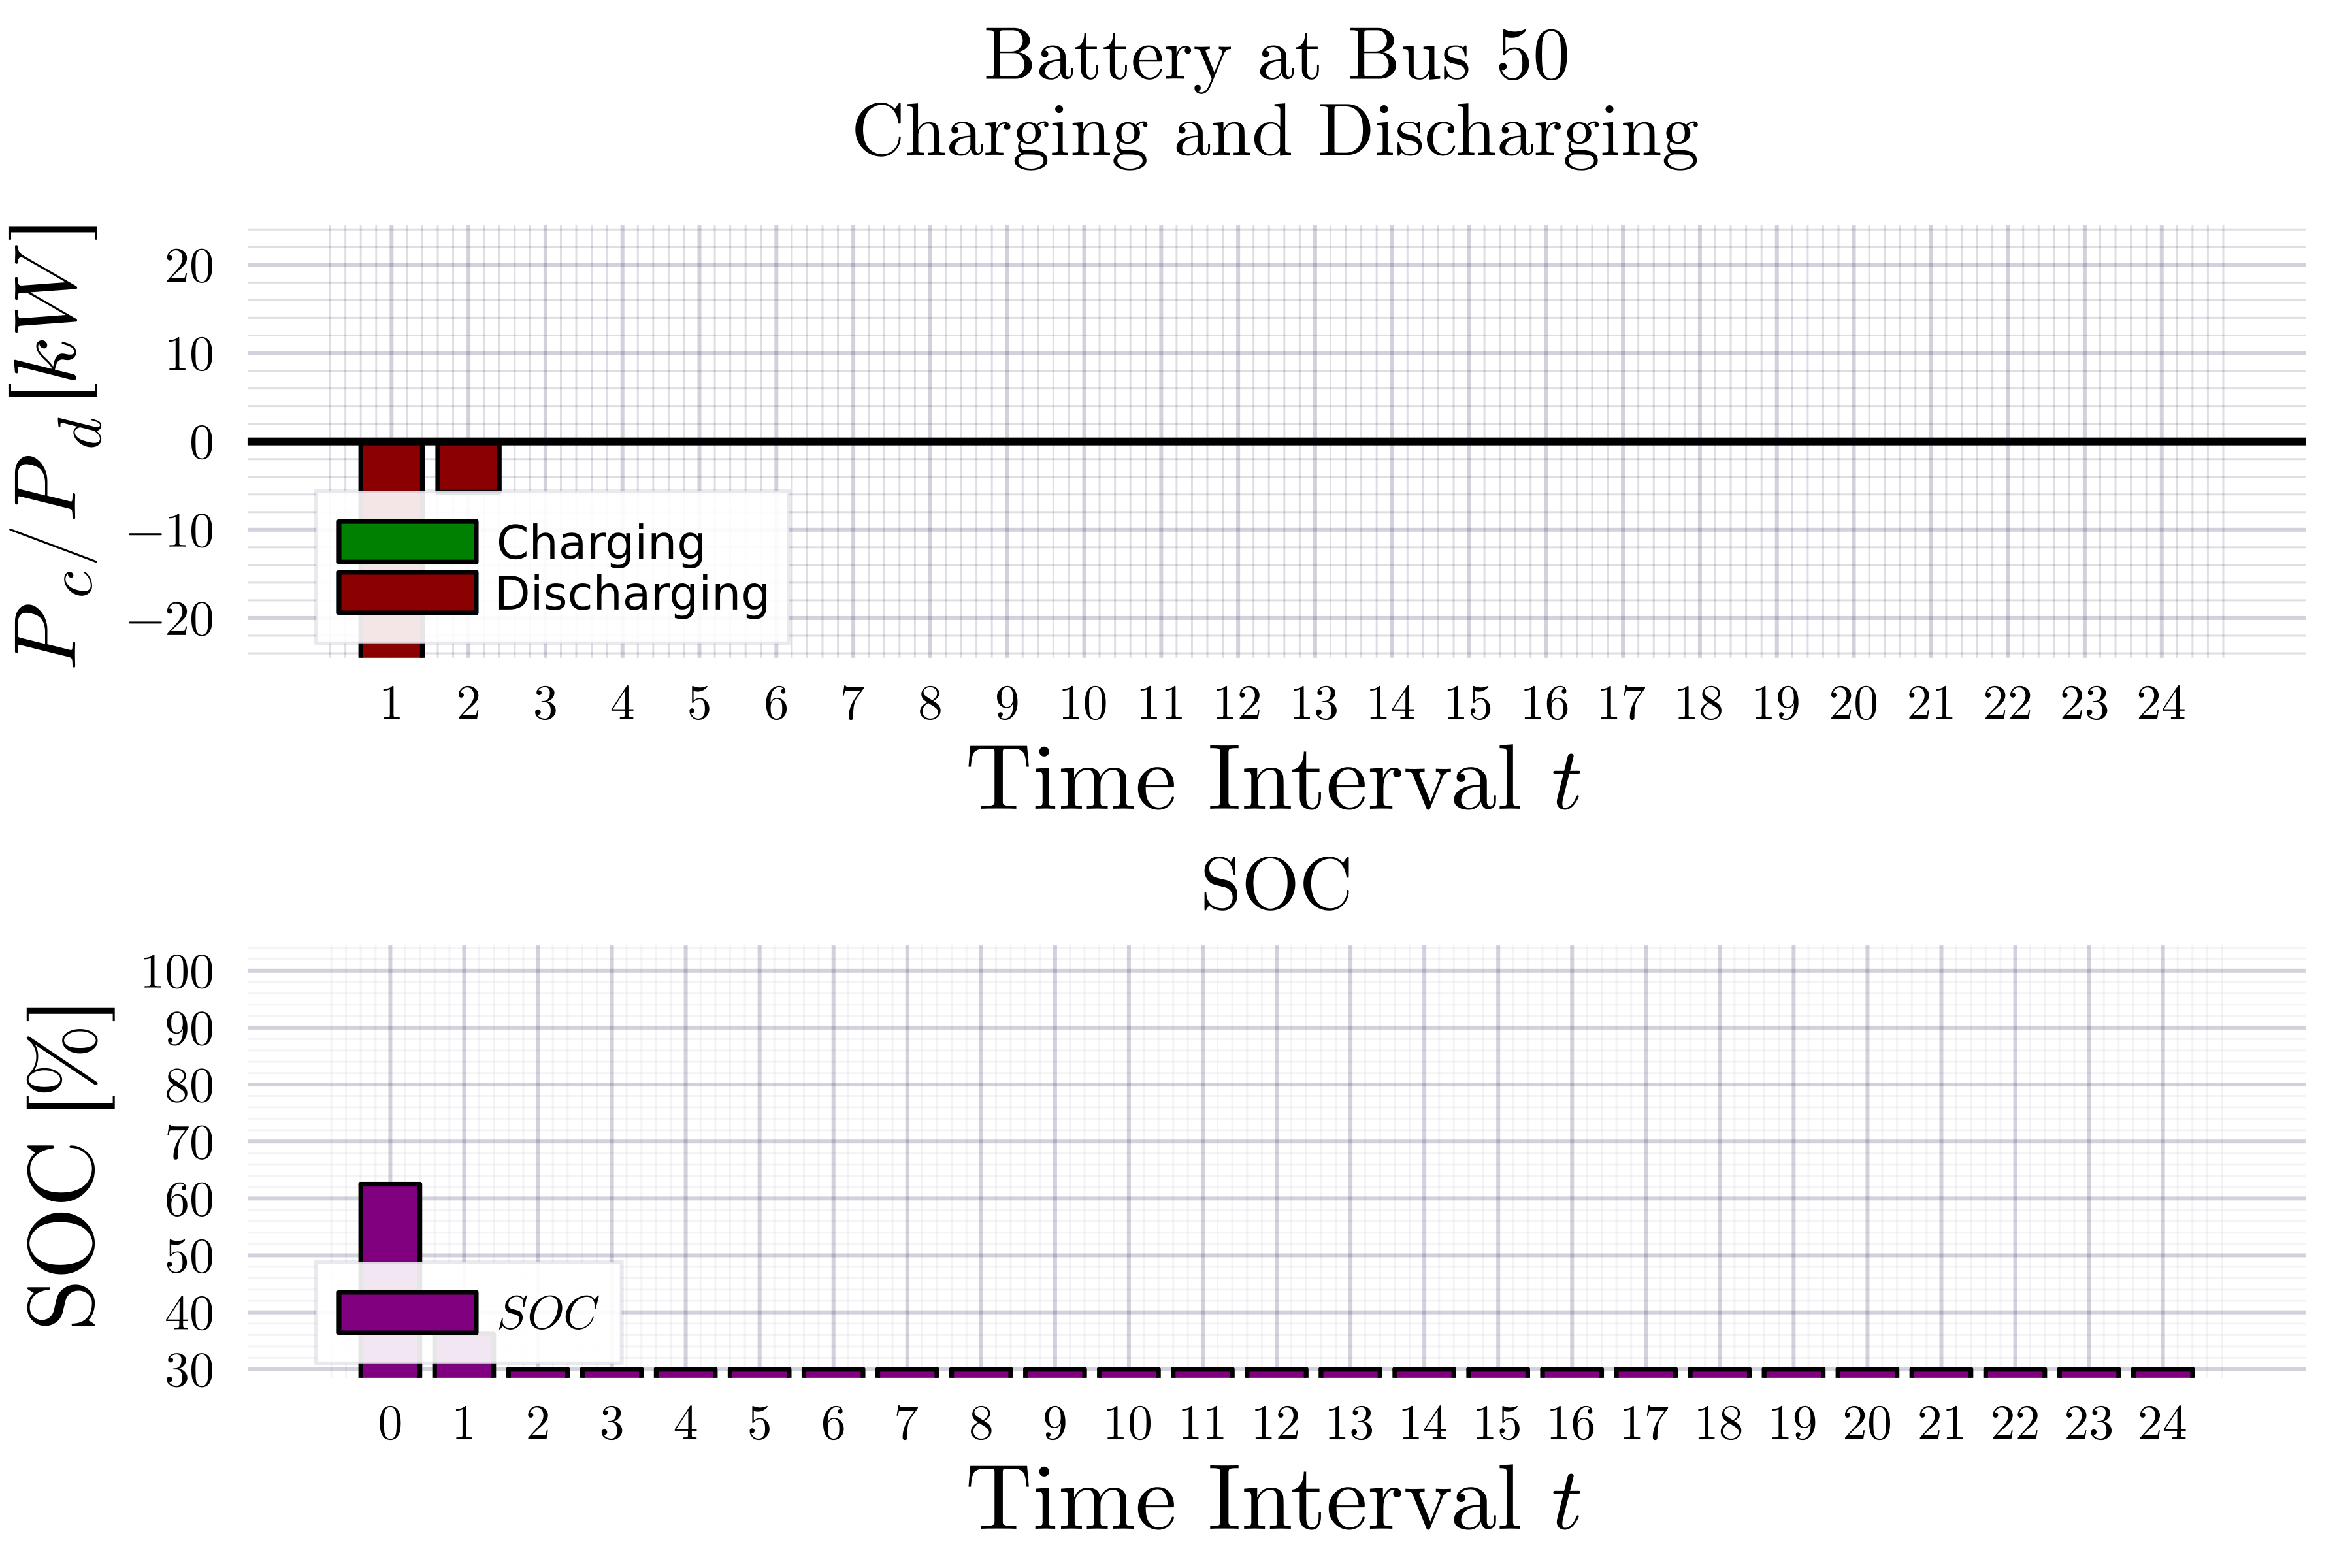 Battery at Bus 50
Charging and Discharging
P_c/P_d [kW]
20
10
0
−10
−20
Charging
Discharging
1 2 3 4 5 6 7 8 9 10 11 12 13 14 15 16 17 18 19 20 21 22 23 24
Time Interval t
SOC
SOC [%]
100
90
80
70
60
50
40
30
SOC
0 1 2 3 4 5 6 7 8 9 10 11 12 13 14 15 16 17 18 19 20 21 22 23 24
Time Interval t